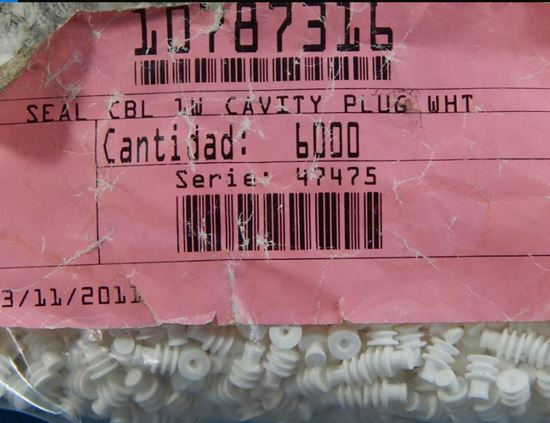 10787316
SEAL CBL 1W CAVITY PLUG WHT
Cantidad: 6000
Serie: 47475
3/11/2011